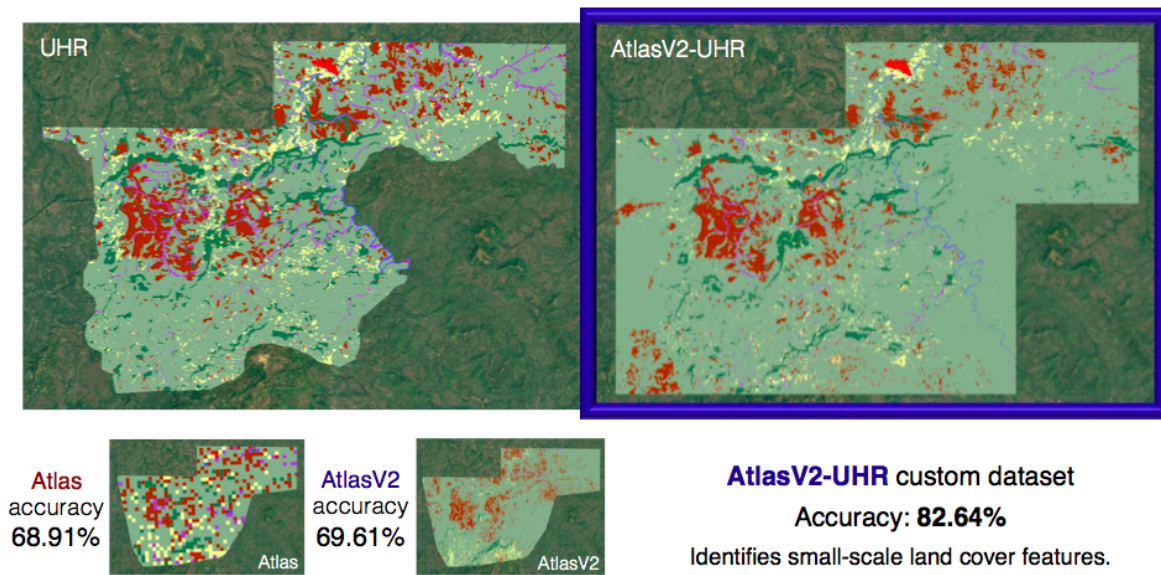 UHR
AtlasV2-UHR
Atlas
accuracy
68.91%
Atlas
AtlasV2
accuracy
69.61%
AtlasV2
AtlasV2-UHR custom dataset
Accuracy: 82.64%
Identifies small-scale land cover features.